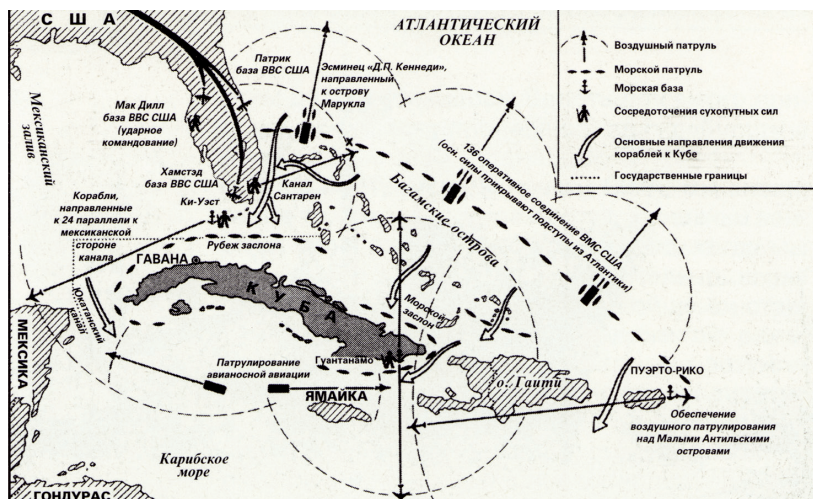 США
АТЛАНТИЧЕСКИЙ
ОКЕАН
Патрик
база ВВС США
Эсминец «Д.П. Кеннеди»,
направленный
к острову
Марукла
Мексиканский
залив
Мак Дилл
база ВВС США
(ударное
командование)
Хамстэд
база ВВС США
Ки-Уэст
Канал
Сантарен
Корабли,
направленные
к 24 параллели к
мексиканской
стороне
канала
Рубеж заслона
ГАВАНА
КУБА
Багамские острова
136 оперативное соединение ВМС США
(осн. силы прикрывают подступы из Атлантики)
Морской
заслон
Юкатанский
канал
МЕКСИКА
Гуантанамо
Патрулирование
авианосной авиации
ЯМАЙКА
о. Гаити
ПУЭРТО-РИКО
Обеспечение
воздушного патрулирования
над Малыми Антильскими
островами
Карибское
море
ГОНДУРАС
Воздушный патруль
Морской патруль
Морская база
Сосредоточения сухопутных сил
Основные направления движения
кораблей к Кубе
Государственные границы